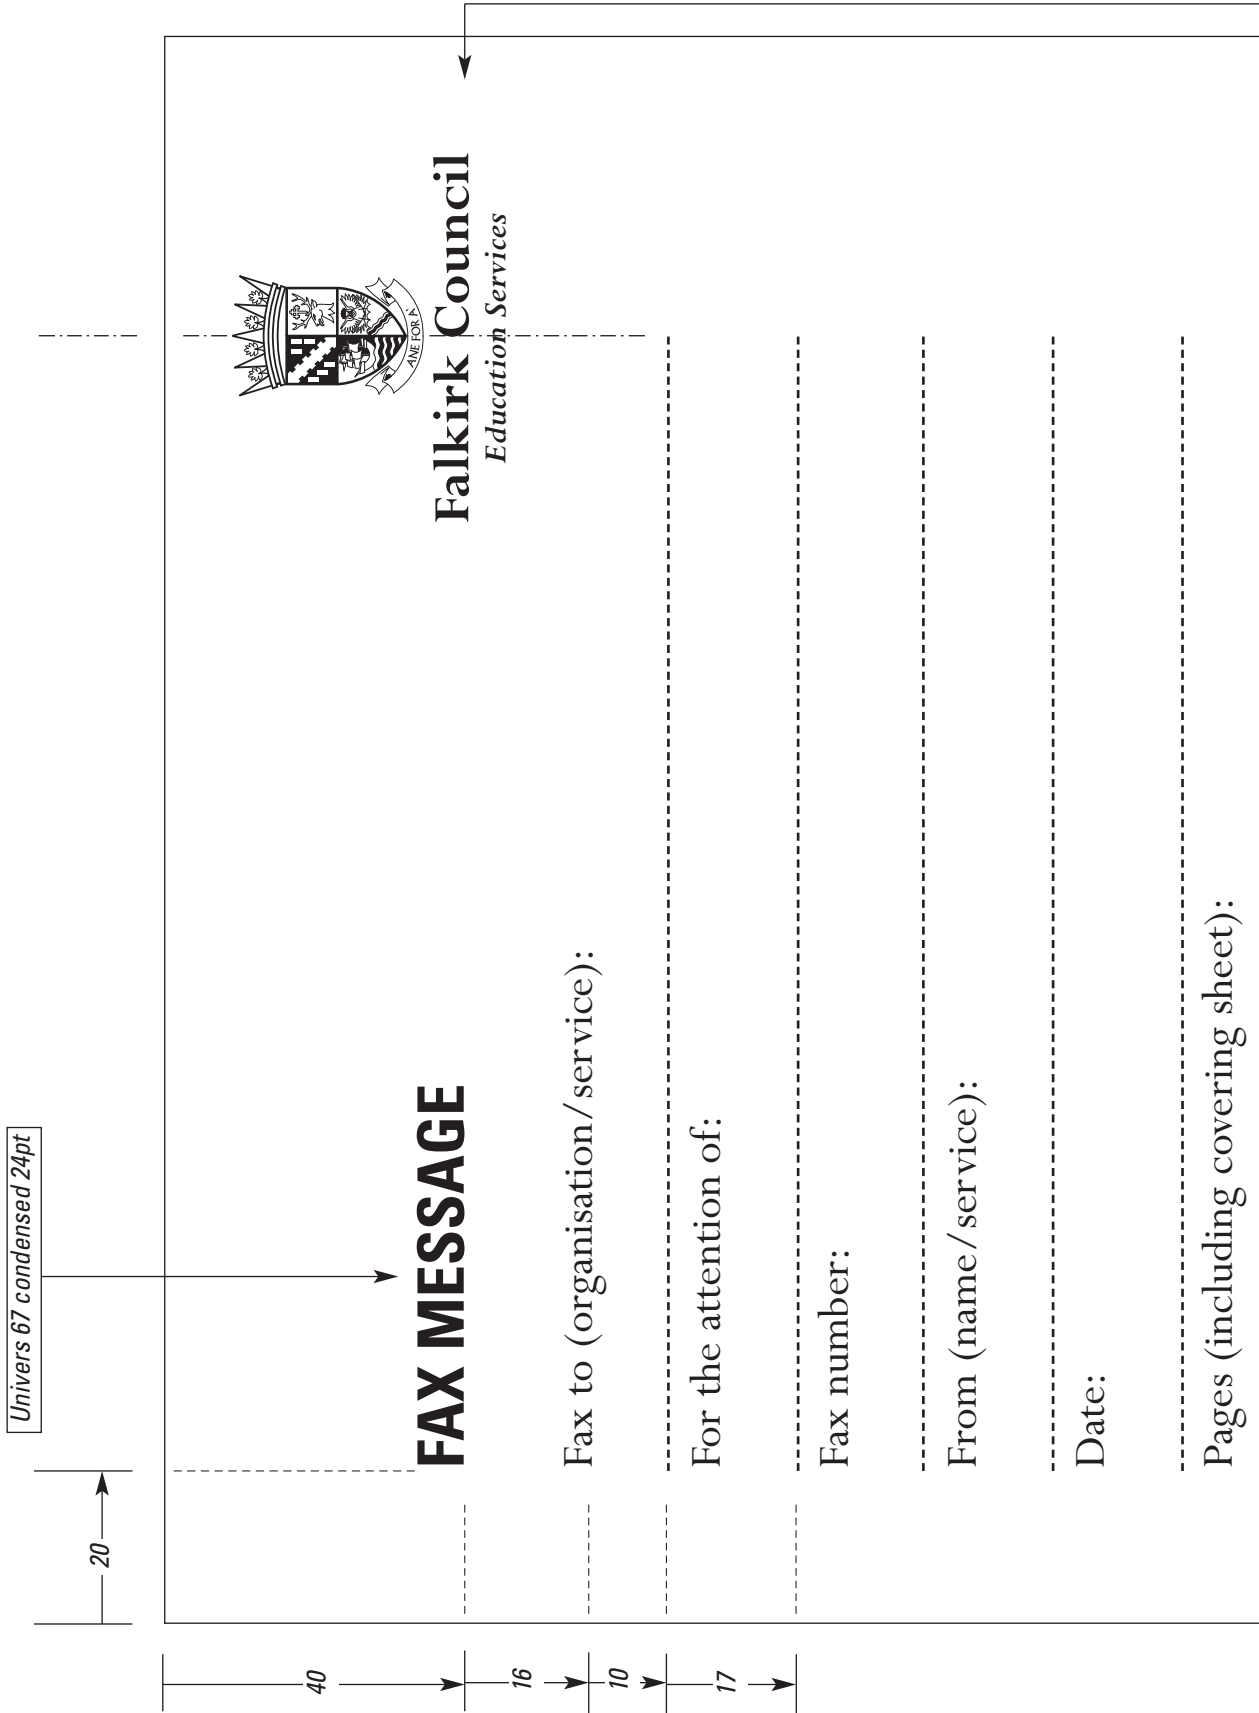 Univers 67 condensed 24pt
20
40
16
10
17
ANE FOR A'
Falkirk Council
Education Services
FAX MESSAGE
Fax to (organisation/service):
For the attention of:
Fax number:
From (name/service):
Date:
Pages (including covering sheet):